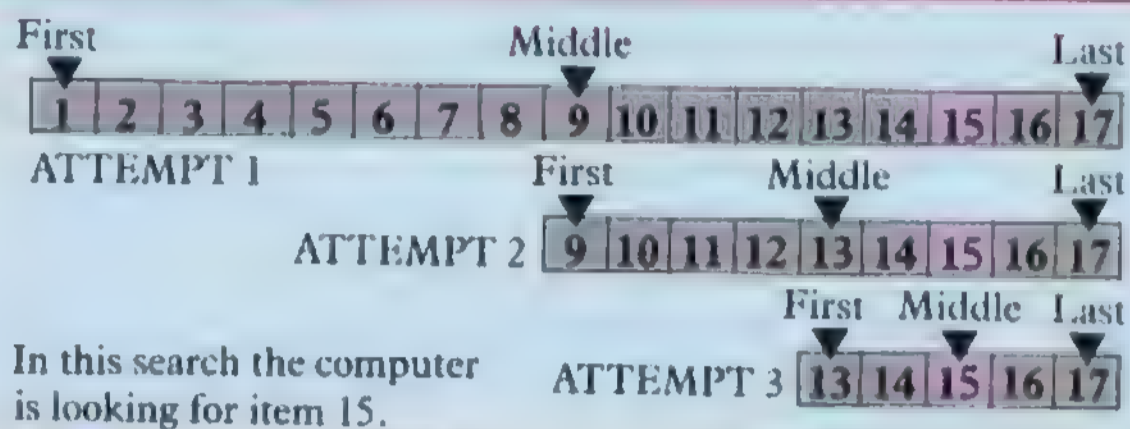 First Middle Last
1 2 3 4 5 6 7 8 9 10 11 12 13 14 15 16 17
ATTEMPT 1
First Middle Last
ATTEMPT 2 9 10 11 12 13 14 15 16 17
First Middle Last
ATTEMPT 3 13 14 15 16 17
In this search the computer
is looking for item 15.